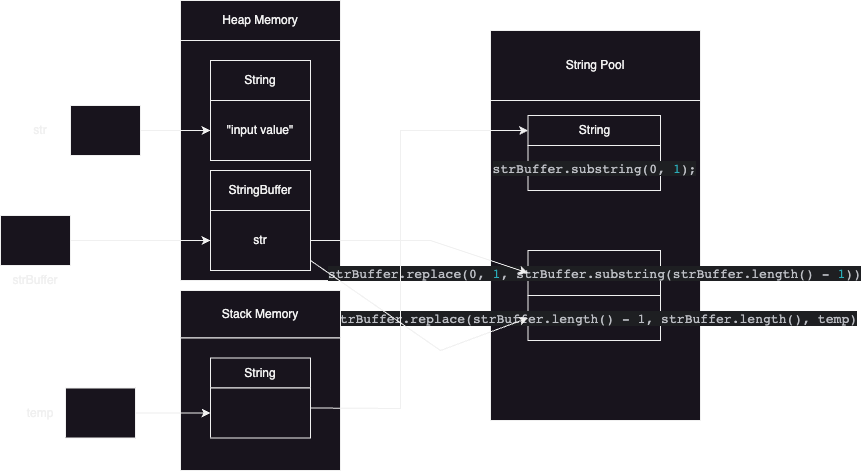 Heap Memory
String
str
"input value"
StringBuffer
str
strBuffer
Stack Memory
String
temp
String Pool
String
strBuffer.substring(0, 1);
strBuffer.replace(0, 1, strBuffer.substring(strBuffer.length() - 1))
strBuffer.replace(strBuffer.length() - 1, strBuffer.length(), temp)